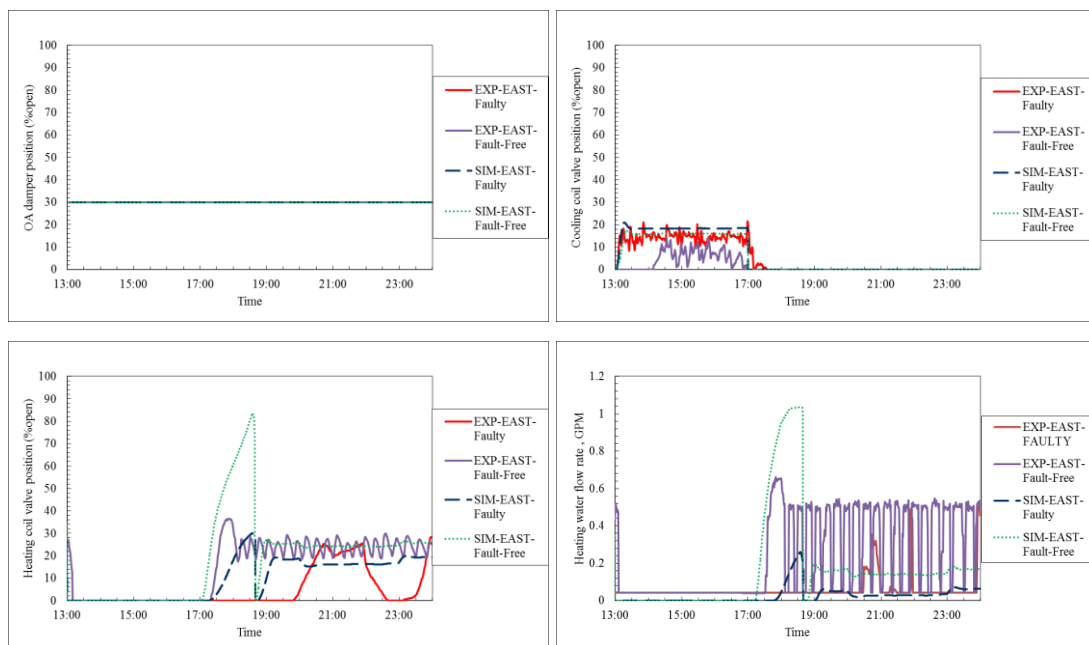 OA damper position (%open)
100
90
80
70
60
50
40
30
20
10
0
13:00 15:00 17:00 19:00 21:00 23:00
Time
EXP-EAST-
Faulty
EXP-EAST-
Fault-Free
SIM-EAST-
Faulty
SIM-EAST-
Fault-Free
Cooling coil valve position (%open)
100
90
80
70
60
50
40
30
20
10
0
13:00 15:00 17:00 19:00 21:00 23:00
Time
EXP-EAST-
Faulty
EXP-EAST-
Fault-Free
SIM-EAST-
Faulty
SIM-EAST-
Fault-Free
Heating coil valve position (%open)
100
90
80
70
60
50
40
30
20
10
0
13:00 15:00 17:00 19:00 21:00 23:00
Time
EXP-EAST-
Faulty
EXP-EAST-
Fault-Free
SIM-EAST-
Faulty
SIM-EAST-
Fault-Free
Heating water flow rate , GPM
1.2
1
0.8
0.6
0.4
0.2
0
13:00 15:00 17:00 19:00 21:00 23:00
Time
EXP-EAST-
FAULTY
EXP-EAST-
Fault-Free
SIM-EAST-
Faulty
SIM-EAST-
Fault-Free